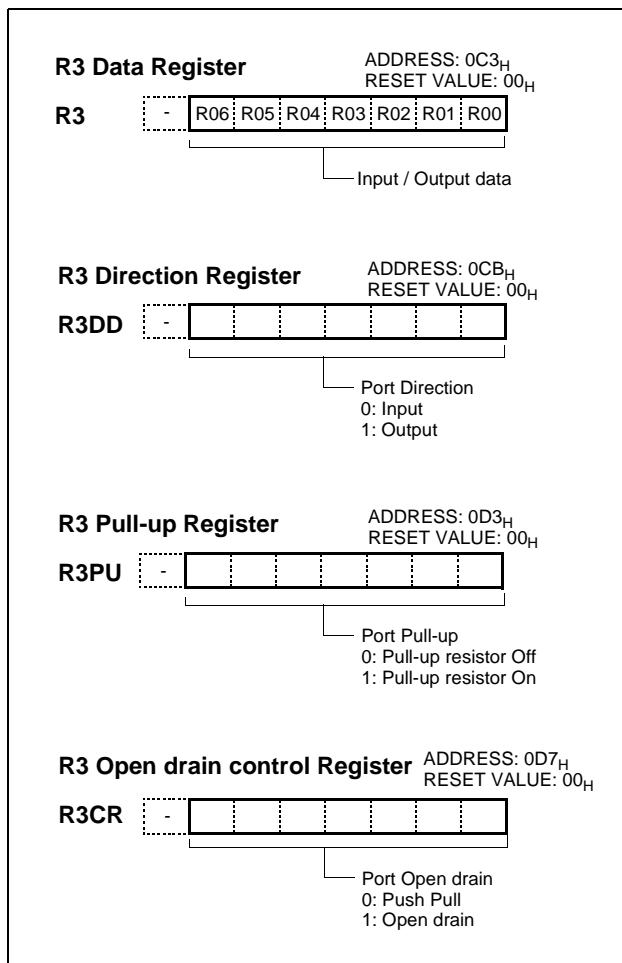 R3 Data Register
ADDRESS: 0C3H
RESET VALUE: 00H
R3 - R06 R05 R04 R03 R02 R01 R00
Input / Output data
R3 Direction Register
ADDRESS: 0CBH
RESET VALUE: 00H
R3DD -
Port Direction
0: Input
1: Output
R3 Pull-up Register
ADDRESS: 0D3H
RESET VALUE: 00H
R3PU -
Port Pull-up
0: Pull-up resistor Off
1: Pull-up resistor On
R3 Open drain control Register
ADDRESS: 0D7H
RESET VALUE: 00H
R3CR -
Port Open drain
0: Push Pull
1: Open drain